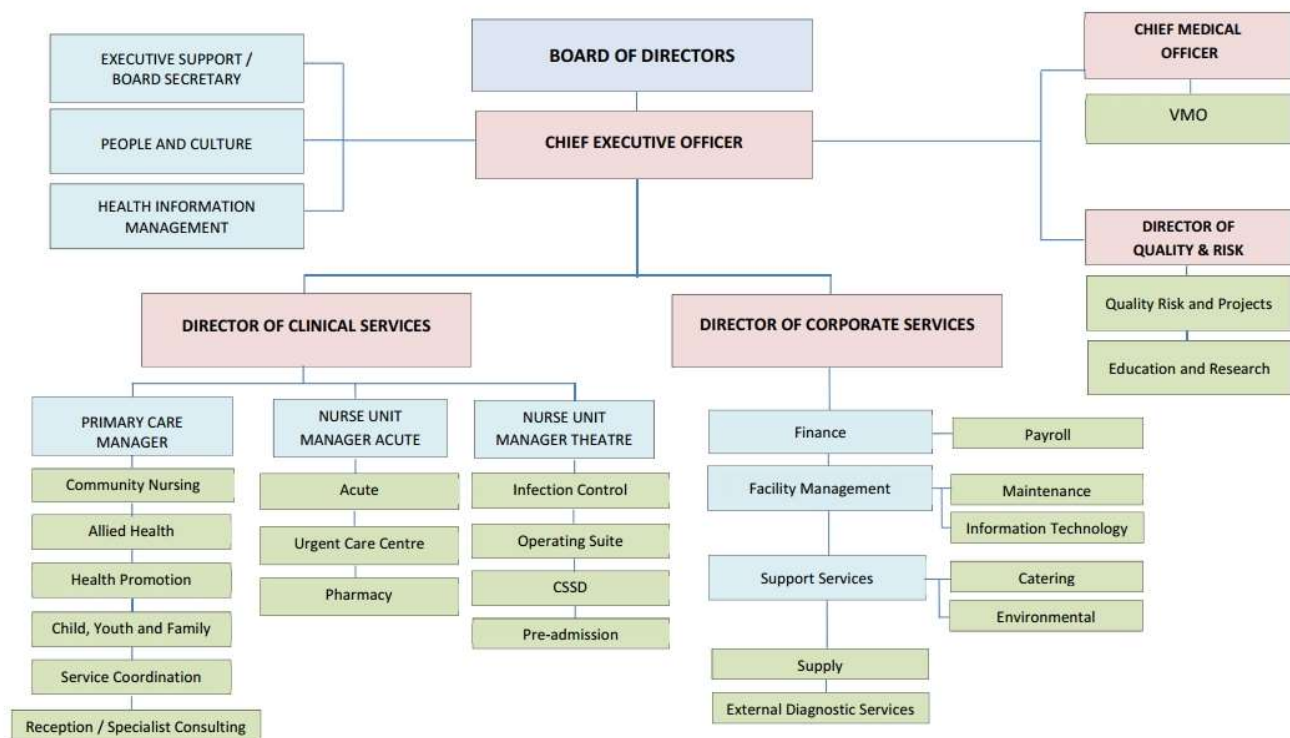 BOARD OF DIRECTORS
CHIEF EXECUTIVE OFFICER
EXECUTIVE SUPPORT /
BOARD SECRETARY
PEOPLE AND CULTURE
HEALTH INFORMATION
MANAGEMENT
CHIEF MEDICAL
OFFICER
VMO
DIRECTOR OF
QUALITY & RISK
Quality Risk and Projects
Education and Research
DIRECTOR OF CLINICAL SERVICES
PRIMARY CARE
MANAGER
Community Nursing
Allied Health
Health Promotion
Child, Youth and Family
Service Coordination
Reception / Specialist Consulting
NURSE UNIT
MANAGER ACUTE
Acute
Urgent Care Centre
Pharmacy
NURSE UNIT
MANAGER THEATRE
Infection Control
Operating Suite
CSSD
Pre-admission
DIRECTOR OF CORPORATE SERVICES
Finance
Payroll
Facility Management
Maintenance
Information Technology
Support Services
Catering
Environmental
Supply
External Diagnostic Services